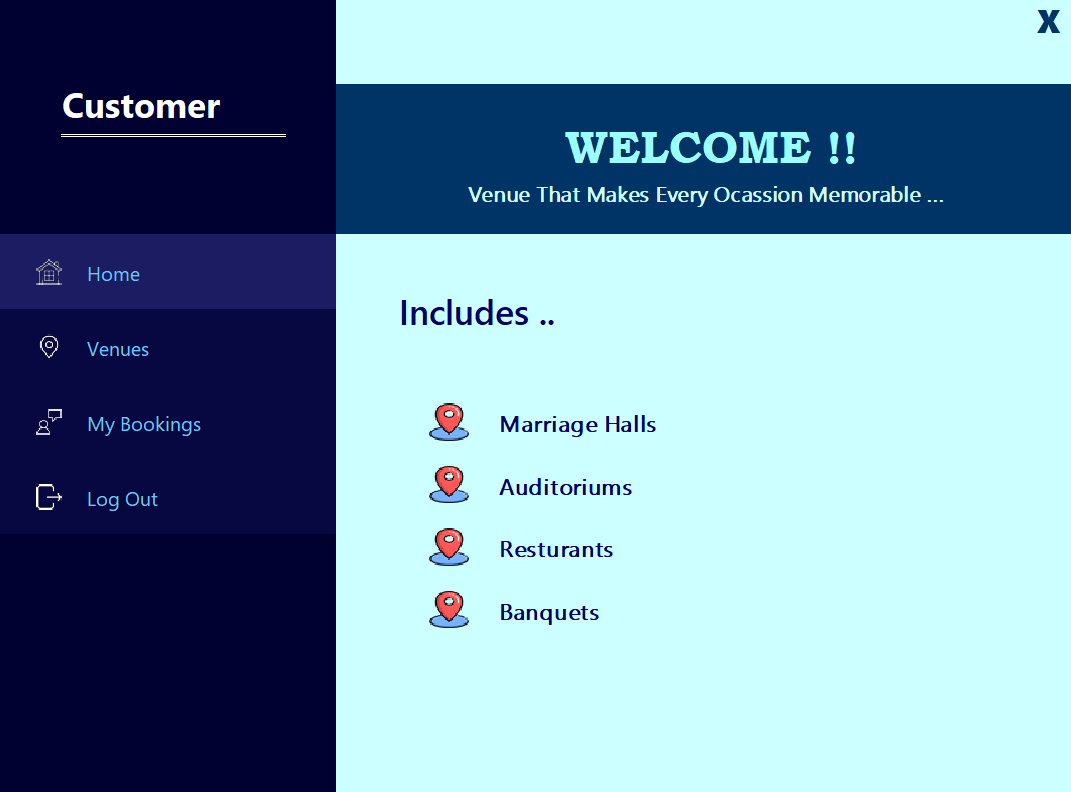 X
Customer
WELCOME !!
Venue That Makes Every Ocassion Memorable ...
Home
Venues
My Bookings
Log Out
Includes ..
Marriage Halls
Auditoriums
Resturants
Banquets